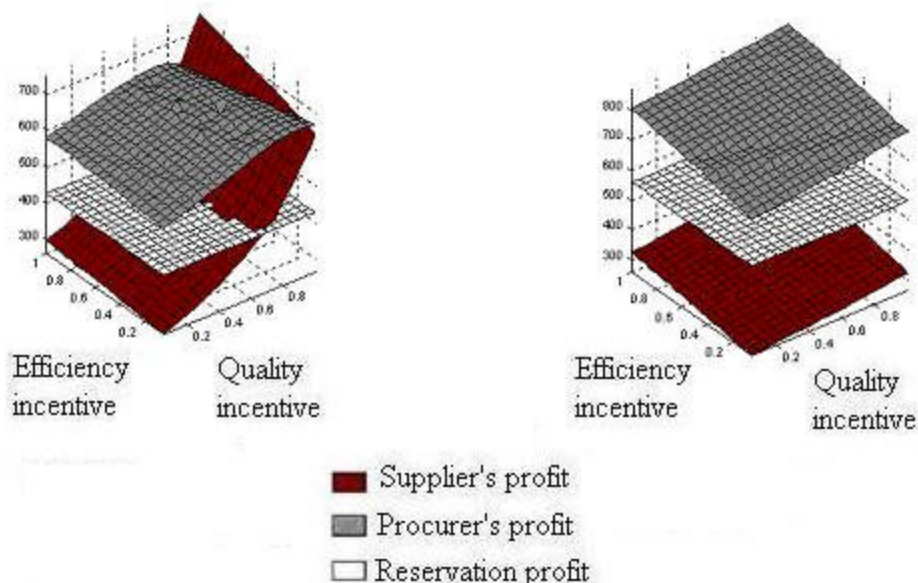 700
600
500
400
300
1
0.8
0.6
0.4
0.2
0.2
0.4
0.6
0.8
Efficiency
incentive
Quality
incentive
800
700
600
500
400
300
1
0.8
0.6
0.4
0.2
0.2
0.4
0.6
0.8
Efficiency
incentive
Quality
incentive
Supplier's profit
Procurer's profit
Reservation profit